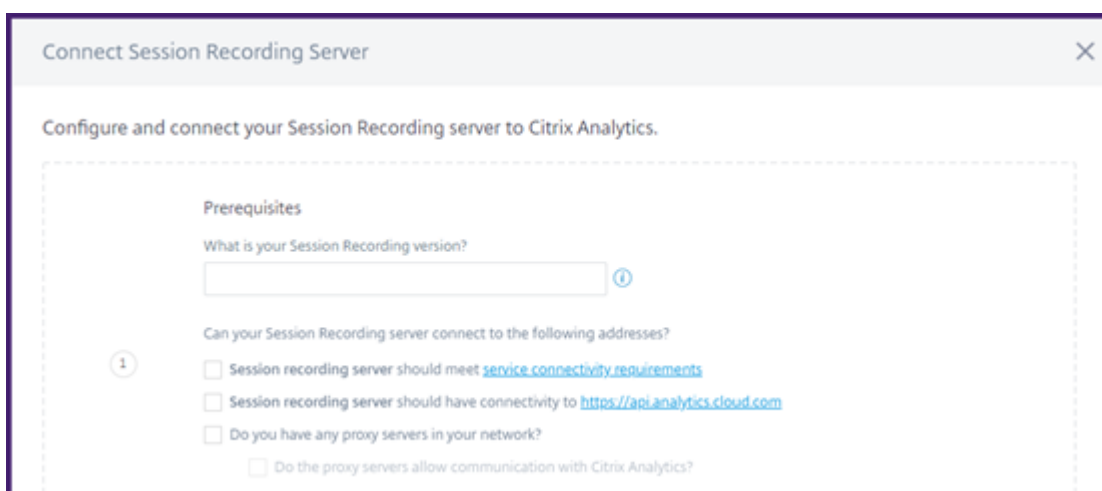 Connect Session Recording Server
Configure and connect your Session Recording server to Citrix Analytics.
Prerequisites
What is your Session Recording version?
i
Can your Session Recording server connect to the following addresses?
1
Session recording server should meet service connectivity requirements
Session recording server should have connectivity to https://api.analytics.cloud.com
Do you have any proxy servers in your network?
Do the proxy servers allow communication with Citrix Analytics?